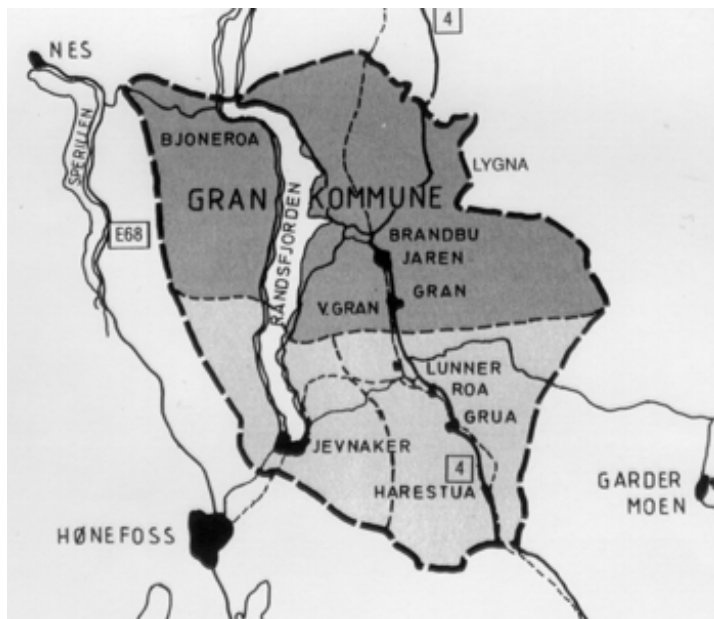 4
NES
BJONEROA
LYGNA
SPERILLEN
GRAN KOMMUNE
E68
RANDSFJORDEN
BRANDBU
JAREN
GRAN
V.GRAN
LUNNER
ROA
GRUA
JEVNAKER
4
HARESTUA
GARDER
MOEN
HØNEFOSS